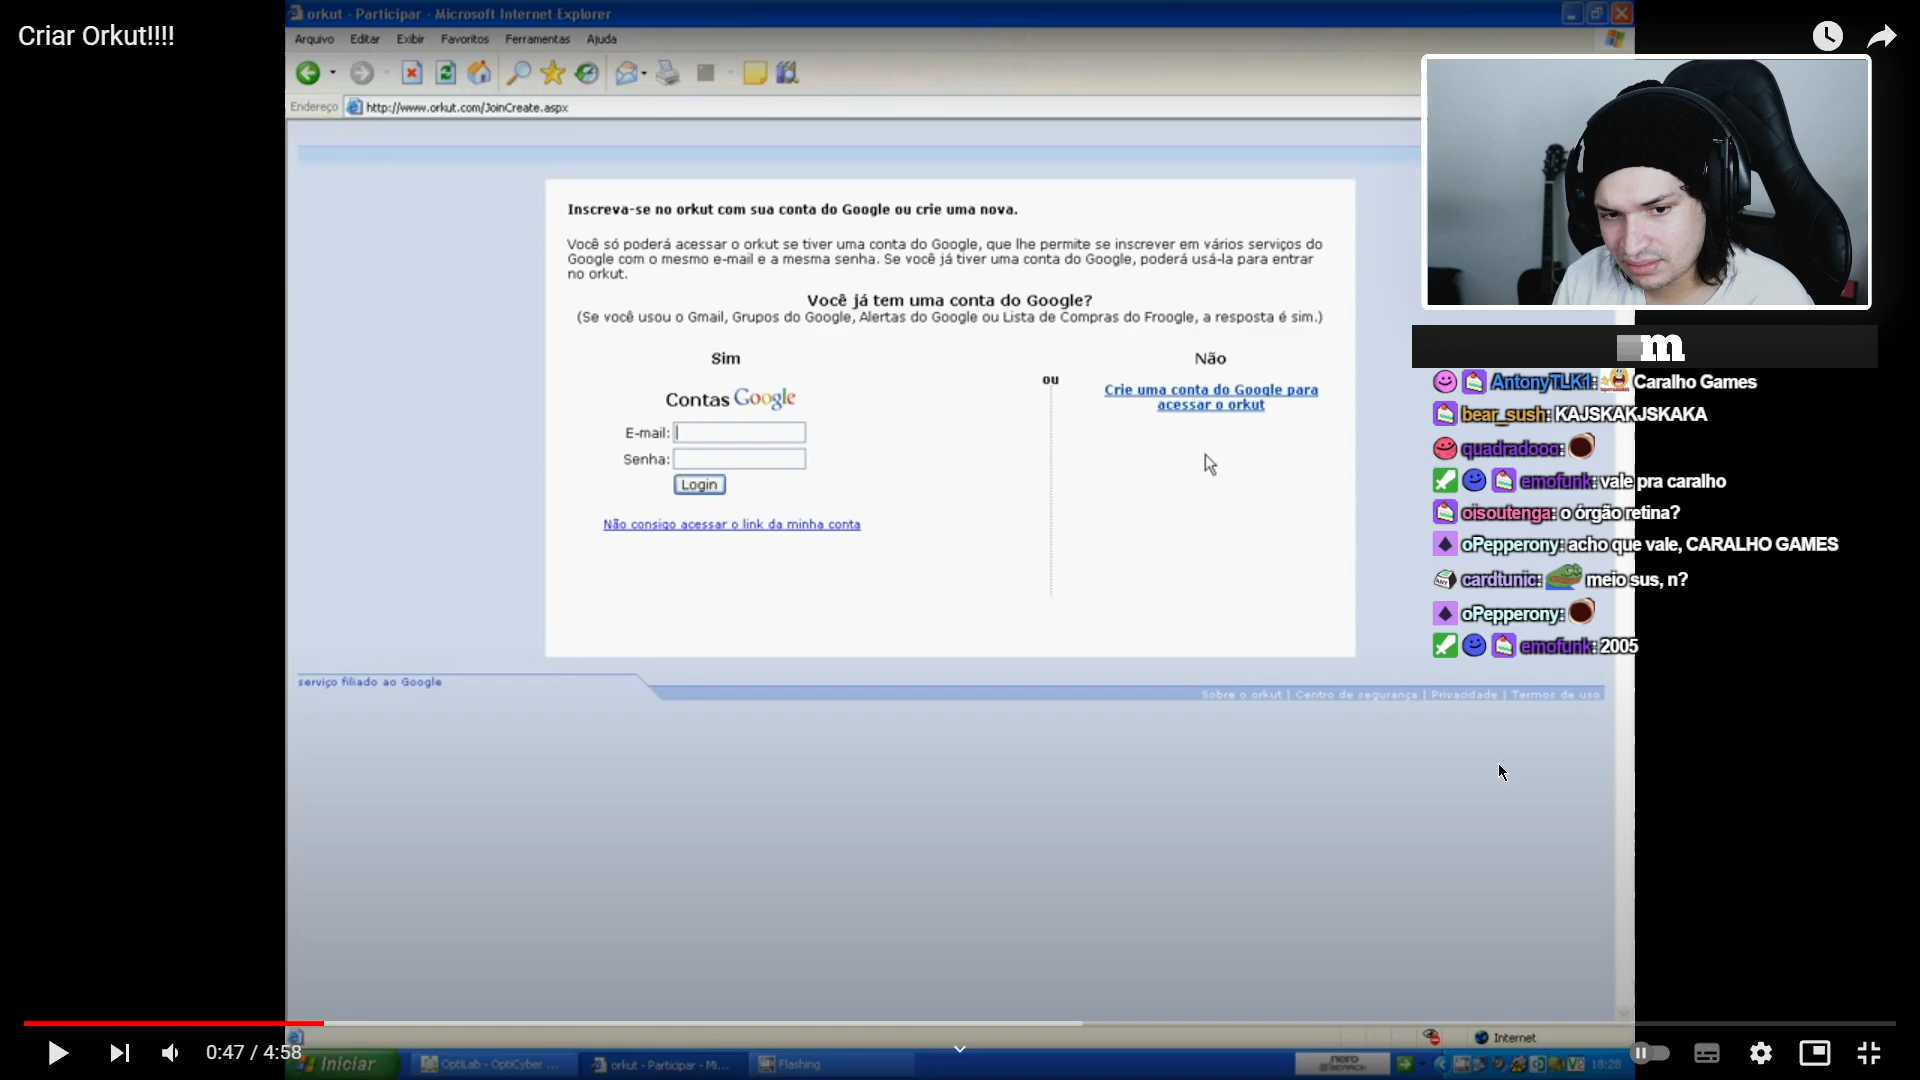 Criar Orkut!!!!
orkut - Participar - Microsoft Internet Explorer
Arquivo Editar Exibir Favoritos Ferramentas Ajuda
Endereço http://www.orkut.com/JoinCreate.aspx
Inscreva-se no orkut com sua conta do Google ou crie uma nova.
Você só poderá acessar o orkut se tiver uma conta do Google, que lhe permite se inscrever em vários serviços do
Google com o mesmo e-mail e a mesma senha. Se você já tiver uma conta do Google, poderá usá-la para entrar
no orkut.
Você já tem uma conta do Google?
(Se você usou o Gmail, Grupos do Google, Alertas do Google ou Lista de Compras do Froogle, a resposta é sim.)
Sim
Contas Google
E-mail:
Senha:
Login
Não consigo acessar o link da minha conta
ou
Não
Crie uma conta do Google para
acessar o orkut
m
AntonyTLK1: Caralho Games
bear_sush: KAJSKAKJSKAKA
quadradooo:
emofunk: vale pra caralho
oisoutenga: o órgão retina?
oPepperony: acho que vale, CARALHO GAMES
cardtunic: meio sus, n?
oPepperony:
emofunk: 2005
serviço filiado ao Google
Sobre o orkut | Centro de segurança | Privacidade | Termos de uso
Internet
0:47 / 4:58
Iniciar OptiLab - OptiCyber ... orkut - Participar - Mi... Flashing nero SEARCH 18:28